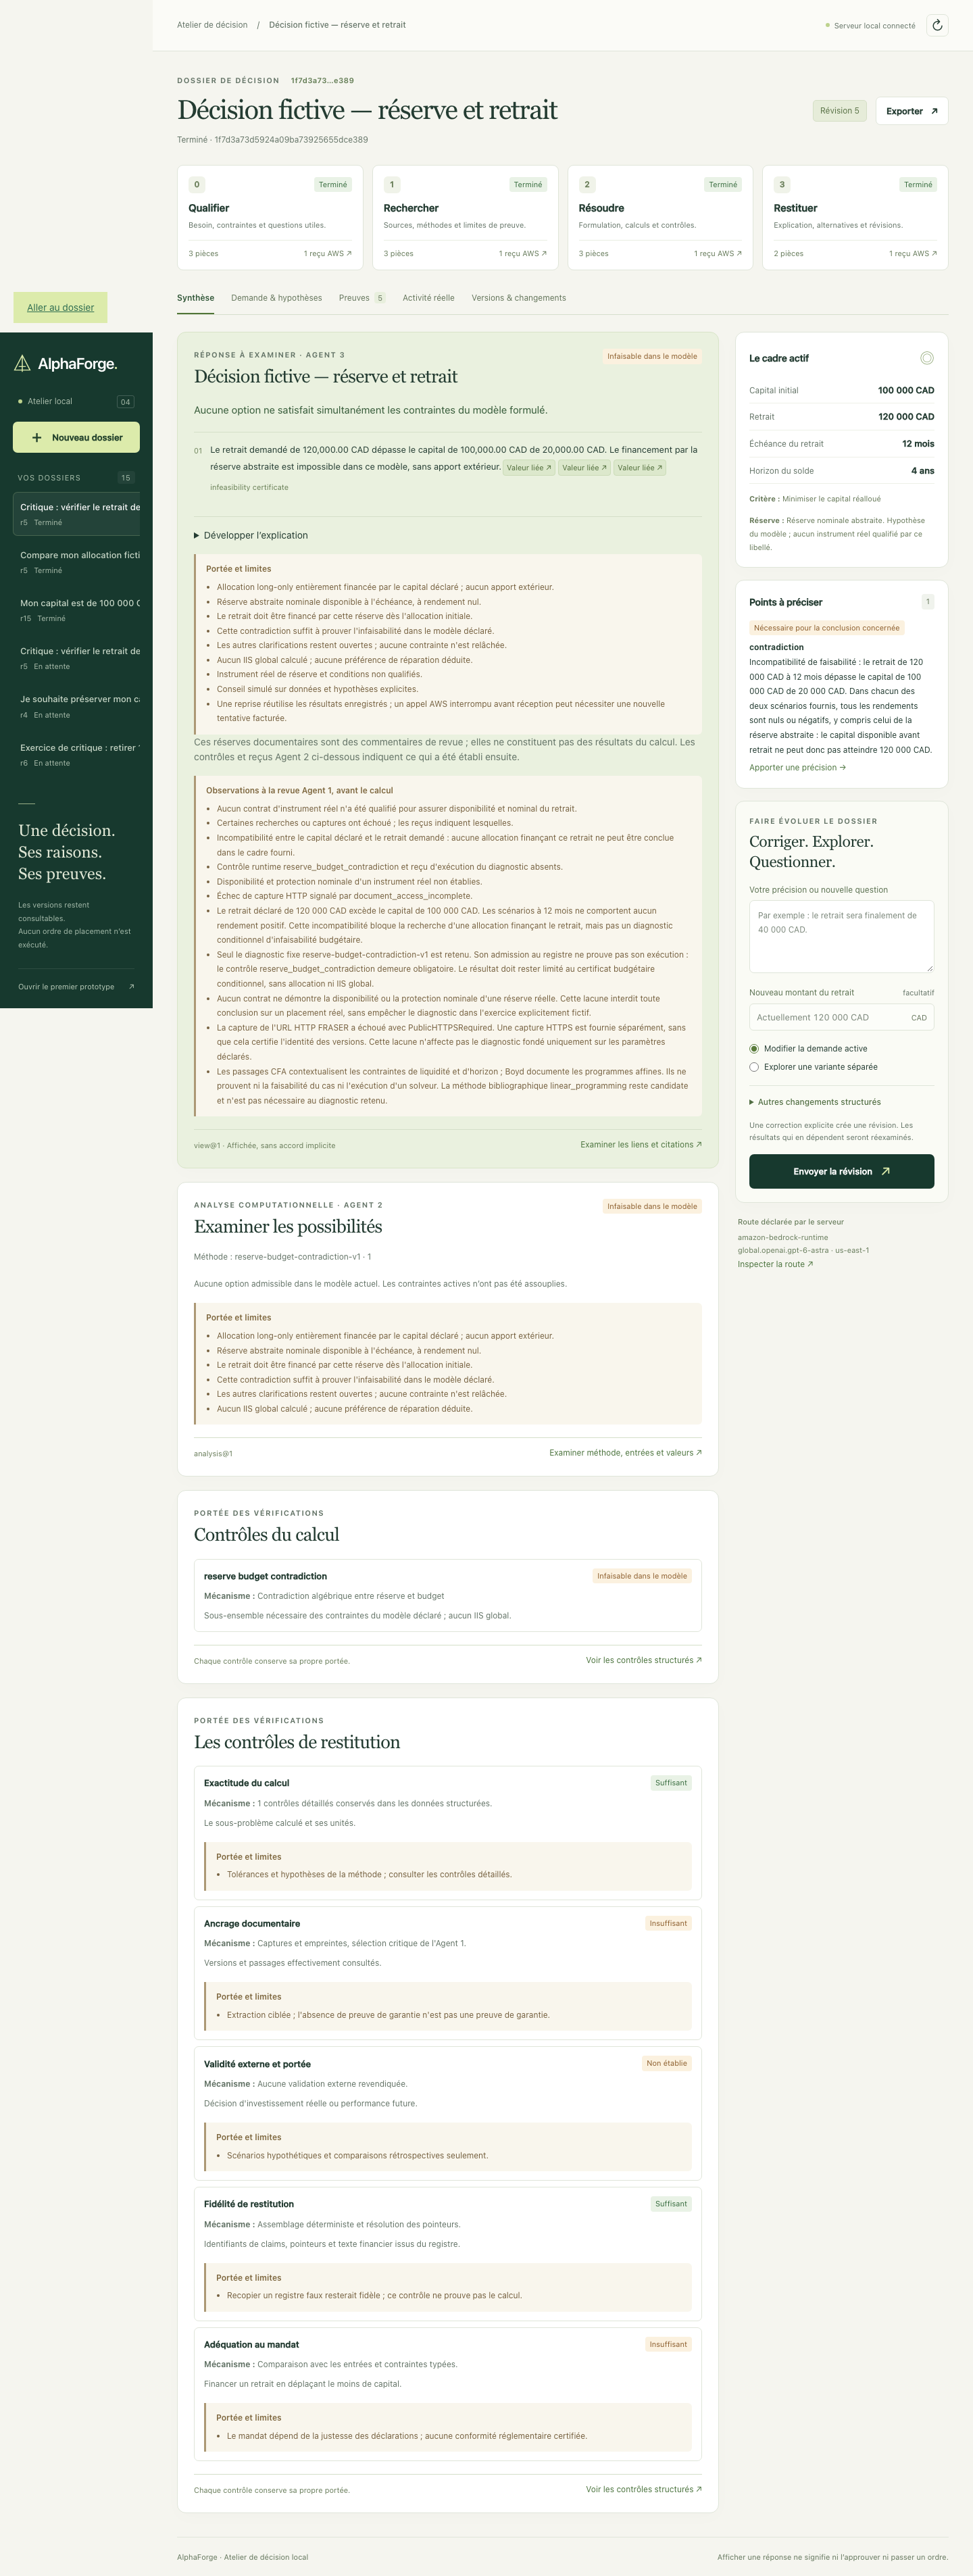 Atelier de décision / Décision fictive — réserve et retrait
Serveur local connecté
DOSSIER DE DÉCISION 1f7d3a73…e389
Décision fictive — réserve et retrait
Révision 5
Exporter ↗
Terminé · 1f7d3a73d5924a09ba73925655dce389
0 Terminé
Qualifier
Besoin, contraintes et questions utiles.
3 pièces 1 reçu AWS ↗
1 Terminé
Rechercher
Sources, méthodes et limites de preuve.
3 pièces 1 reçu AWS ↗
2 Terminé
Résoudre
Formulation, calculs et contrôles.
3 pièces 1 reçu AWS ↗
3 Terminé
Restituer
Explication, alternatives et révisions.
2 pièces 1 reçu AWS ↗
Synthèse Demande & hypothèses Preuves 5 Activité réelle Versions & changements
Aller au dossier
AlphaForge.
Atelier local 04
+ Nouveau dossier
VOS DOSSIERS 15
Critique : vérifier le retrait de
r5 Terminé
Compare mon allocation ficti
r5 Terminé
Mon capital est de 100 000 C
r15 Terminé
Critique : vérifier le retrait de
r5 En attente
Je souhaite préserver mon ca
r4 En attente
Exercice de critique : retirer
r6 En attente
Une décision.
Ses raisons.
Ses preuves.
Les versions restent
consultables.
Aucun ordre de placement n'est
exécuté.
Ouvrir le premier prototype ↗
RÉPONSE À EXAMINER · AGENT 3
Infaisable dans le modèle
Décision fictive — réserve et retrait
Aucune option ne satisfait simultanément les contraintes du modèle formulé.
01 Le retrait demandé de 120,000.00 CAD dépasse le capital de 100,000.00 CAD de 20,000.00 CAD. Le financement par la
réserve abstraite est impossible dans ce modèle, sans apport extérieur. Valeur liée ↗ Valeur liée ↗ Valeur liée ↗
infeasibility certificate
▶ Développer l'explication
Portée et limites
• Allocation long-only entièrement financée par le capital déclaré ; aucun apport extérieur.
• Réserve abstraite nominale disponible à l'échéance, à rendement nul.
• Le retrait doit être financé par cette réserve dès l'allocation initiale.
• Cette contradiction suffit à prouver l'infaisabilité dans le modèle déclaré.
• Les autres clarifications restent ouvertes ; aucune contrainte n'est relâchée.
• Aucun IIS global calculé ; aucune préférence de réparation déduite.
• Instrument réel de réserve et conditions non qualifiés.
• Conseil simulé sur données et hypothèses explicites.
• Une reprise réutilise les résultats enregistrés ; un appel AWS interrompu avant réception peut nécessiter une nouvelle
tentative facturée.
Ces réserves documentaires sont des commentaires de revue ; elles ne constituent pas des résultats du calcul. Les
contrôles et reçus Agent 2 ci-dessous indiquent ce qui a été établi ensuite.
Observations à la revue Agent 1, avant le calcul
• Aucun contrat d'instrument réel n'a été qualifié pour assurer disponibilité et nominal du retrait.
• Certaines recherches ou captures ont échoué ; les reçus indiquent lesquelles.
• Incompatibilité entre le capital déclaré et le retrait demandé : aucune allocation finançant ce retrait ne peut être conclue
dans le cadre fourni.
• Contrôle runtime reserve_budget_contradiction et reçu d'exécution du diagnostic absents.
• Disponibilité et protection nominale d'un instrument réel non établies.
• Échec de capture HTTP signalé par document_access_incomplete.
• Le retrait déclaré de 120 000 CAD excède le capital de 100 000 CAD. Les scénarios à 12 mois ne comportent aucun
rendement positif. Cette incompatibilité bloque la recherche d'une allocation finançant le retrait, mais pas un diagnostic
conditionnel d'infaisabilité budgétaire.
• Seul le diagnostic fixe reserve-budget-contradiction-v1 est retenu. Son admission au registre ne prouve pas son exécution :
le contrôle reserve_budget_contradiction demeure obligatoire. Le résultat doit rester limité au certificat budgétaire
conditionnel, sans allocation ni IIS global.
• Aucun contrat ne démontre la disponibilité ou la protection nominale d'une réserve réelle. Cette lacune interdit toute
conclusion sur un placement réel, sans empêcher le diagnostic dans l'exercice explicitement fictif.
• La capture de l'URL HTTP FRASER a échoué avec PublicHTTPSRequired. Une capture HTTPS est fournie séparément, sans
que cela certifie l'identité des versions. Cette lacune n'affecte pas le diagnostic fondé uniquement sur les paramètres
déclarés.
• Les passages CFA contextualisent les contraintes de liquidité et d'horizon ; Boyd documente les programmes affines. Ils ne
prouvent ni la faisabilité du cas ni l'exécution d'un solveur. La méthode bibliographique linear_programming reste candidate
et n'est pas nécessaire au diagnostic retenu.
view@1 · Affichée, sans accord implicite
Examiner les liens et citations ↗
Le cadre actif
Capital initial 100 000 CAD
Retrait 120 000 CAD
Échéance du retrait 12 mois
Horizon du solde 4 ans
Critère : Minimiser le capital réalloué
Réserve : Réserve nominale abstraite. Hypothèse
du modèle ; aucun instrument réel qualifié par ce
libellé.
Points à préciser 1
Nécessaire pour la conclusion concernée
contradiction
Incompatibilité de faisabilité : le retrait de 120
000 CAD à 12 mois dépasse le capital de 100
000 CAD de 20 000 CAD. Dans chacun des
deux scénarios fournis, tous les rendements
sont nuls ou négatifs, y compris celui de la
réserve abstraite : le capital disponible avant
retrait ne peut donc pas atteindre 120 000 CAD.
Apporter une précision →
FAIRE ÉVOLUER LE DOSSIER
Corriger. Explorer.
Questionner.
Votre précision ou nouvelle question
Par exemple : le retrait sera finalement de
40 000 CAD.
Nouveau montant du retrait facultatif
Actuellement 120 000 CAD CAD
Modifier la demande active
Explorer une variante séparée
▶ Autres changements structurés
Une correction explicite crée une révision. Les
résultats qui en dépendent seront réexaminés.
Envoyer la révision ↗
Route déclarée par le serveur
amazon-bedrock-runtime
global.openai.gpt-6-astra · us-east-1
Inspecter la route ↗
ANALYSE COMPUTATIONNELLE · AGENT 2
Infaisable dans le modèle
Examiner les possibilités
Méthode : reserve-budget-contradiction-v1 · 1
Aucune option admissible dans le modèle actuel. Les contraintes actives n'ont pas été assouplies.
Portée et limites
• Allocation long-only entièrement financée par le capital déclaré ; aucun apport extérieur.
• Réserve abstraite nominale disponible à l'échéance, à rendement nul.
• Le retrait doit être financé par cette réserve dès l'allocation initiale.
• Cette contradiction suffit à prouver l'infaisabilité dans le modèle déclaré.
• Les autres clarifications restent ouvertes ; aucune contrainte n'est relâchée.
• Aucun IIS global calculé ; aucune préférence de réparation déduite.
analysis@1
Examiner méthode, entrées et valeurs ↗
PORTÉE DES VÉRIFICATIONS
Contrôles du calcul
reserve budget contradiction
Infaisable dans le modèle
Mécanisme : Contradiction algébrique entre réserve et budget
Sous-ensemble nécessaire des contraintes du modèle déclaré ; aucun IIS global.
Chaque contrôle conserve sa propre portée.
Voir les contrôles structurés ↗
PORTÉE DES VÉRIFICATIONS
Les contrôles de restitution
Exactitude du calcul
Suffisant
Mécanisme : 1 contrôles détaillés conservés dans les données structurées.
Le sous-problème calculé et ses unités.
Portée et limites
• Tolérances et hypothèses de la méthode ; consulter les contrôles détaillés.
Ancrage documentaire
Insuffisant
Mécanisme : Captures et empreintes, sélection critique de l'Agent 1.
Versions et passages effectivement consultés.
Portée et limites
• Extraction ciblée ; l'absence de preuve de garantie n'est pas une preuve de garantie.
Validité externe et portée
Non établie
Mécanisme : Aucune validation externe revendiquée.
Décision d'investissement réelle ou performance future.
Portée et limites
• Scénarios hypothétiques et comparaisons rétrospectives seulement.
Fidélité de restitution
Suffisant
Mécanisme : Assemblage déterministe et résolution des pointeurs.
Identifiants de claims, pointeurs et texte financier issus du registre.
Portée et limites
• Recopier un registre faux resterait fidèle ; ce contrôle ne prouve pas le calcul.
Adéquation au mandat
Insuffisant
Mécanisme : Comparaison avec les entrées et contraintes typées.
Financer un retrait en déplaçant le moins de capital.
Portée et limites
• Le mandat dépend de la justesse des déclarations ; aucune conformité réglementaire certifiée.
Chaque contrôle conserve sa propre portée.
Voir les contrôles structurés ↗
AlphaForge · Atelier de décision local
Afficher une réponse ne signifie ni l'approuver ni passer un ordre.